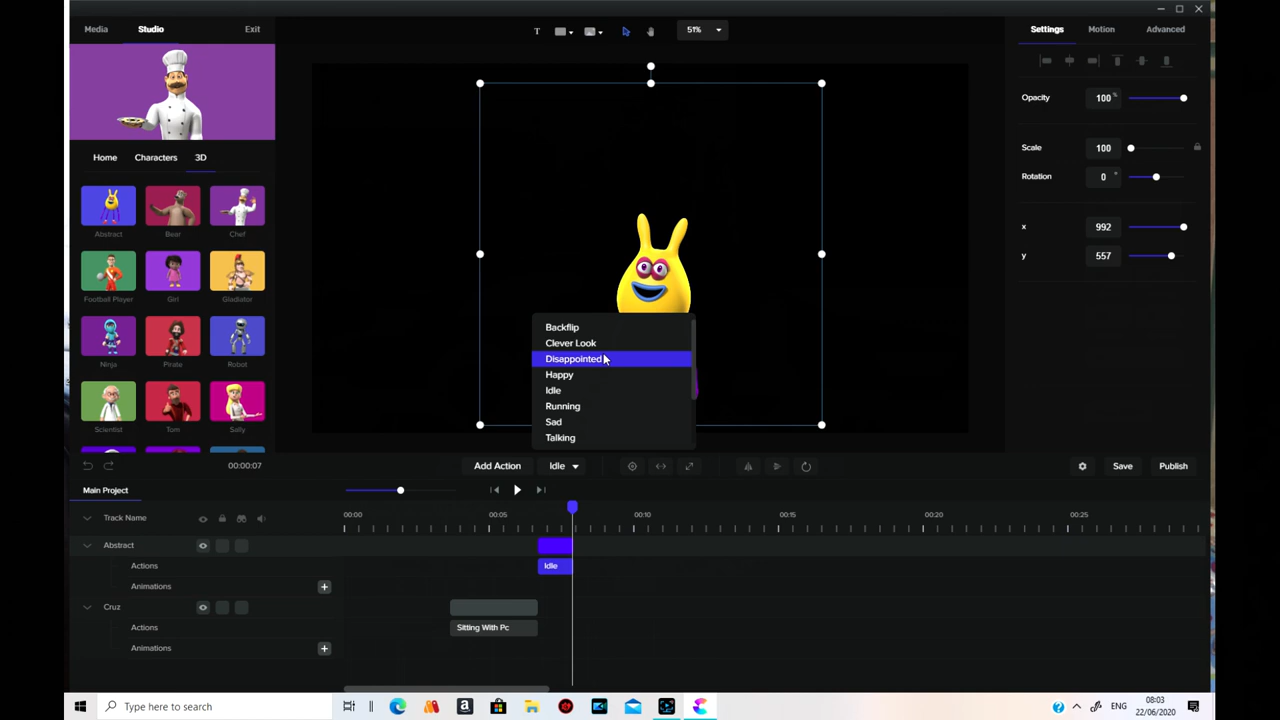 Media Studio Exit
T 51%
Settings Motion Advanced
Opacity 100 %
Scale 100
Rotation 0 °
x 992
y 557
Home Characters 3D
Abstract Bear Chef
Football Player Girl Gladiator
Ninja Pirate Robot
Scientist Tom Sally
Backflip
Clever Look
Disappointed
Happy
Idle
Running
Sad
Talking
00:00:07 Add Action Idle Save Publish
Main Project
Track Name 00:00 00:05 00:10 00:15 00:20 00:25
Abstract
Actions Idle
Animations +
Cruz
Actions Sitting With Pc
Animations +
Type here to search
ENG
08:03
22/06/2020